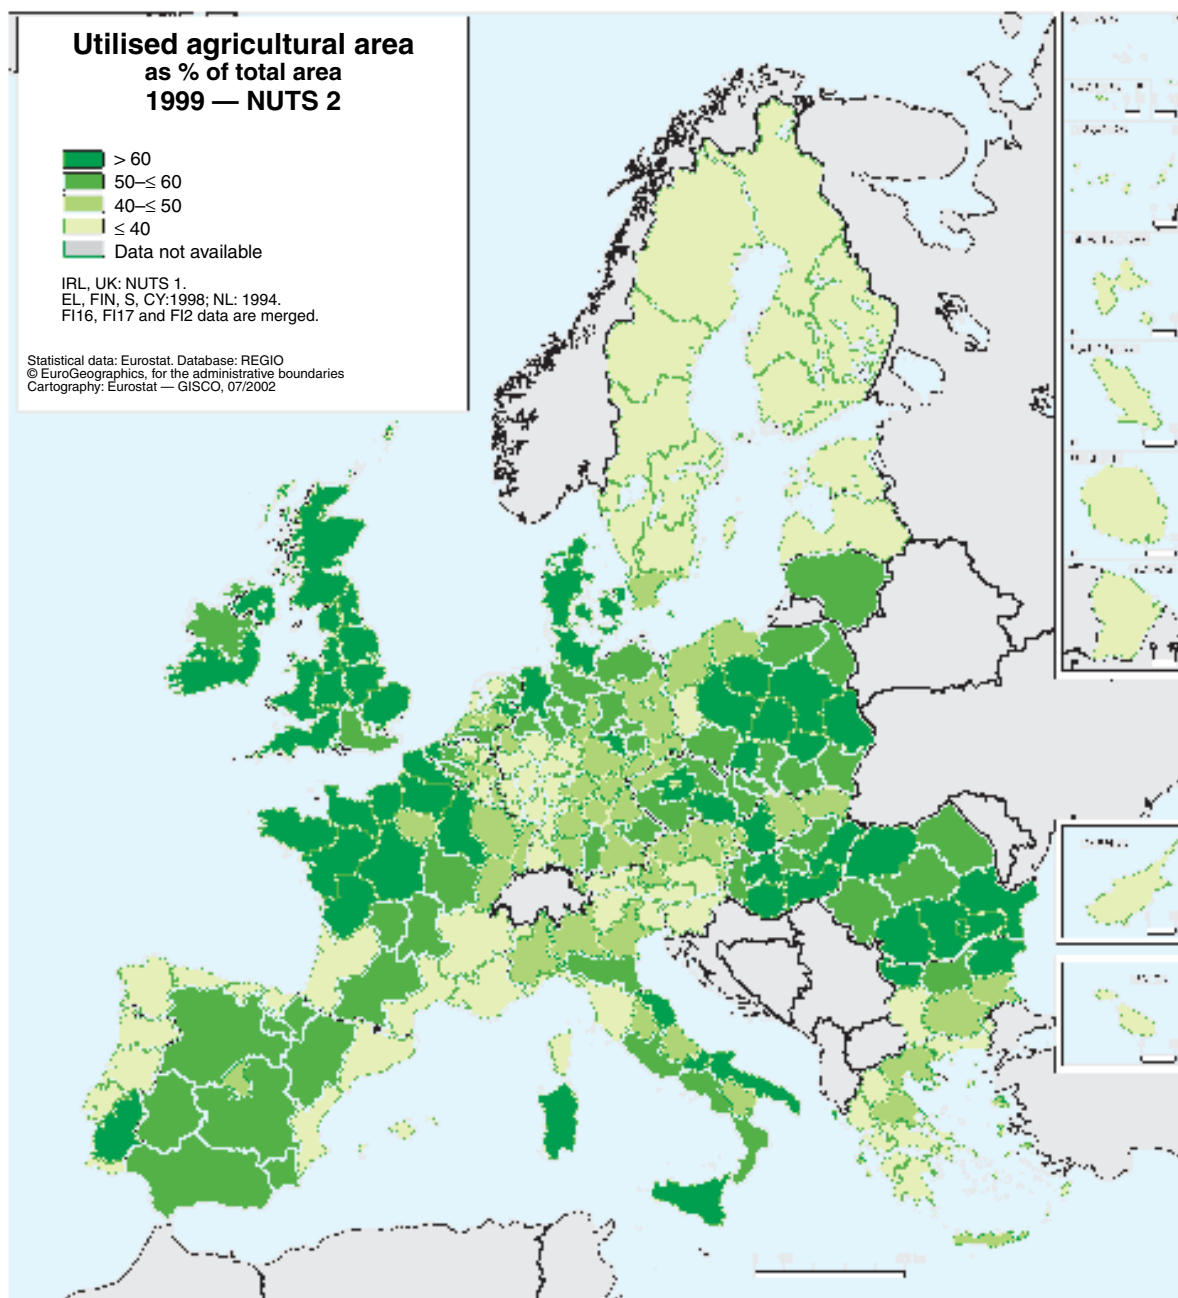 Utilised agricultural area
as % of total area
1999 — NUTS 2
> 60
50–≤ 60
40–≤ 50
≤ 40
Data not available
IRL, UK: NUTS 1.
EL, FIN, S, CY:1998; NL: 1994.
FI16, FI17 and FI2 data are merged.
Statistical data: Eurostat. Database: REGIO
© EuroGeographics, for the administrative boundaries
Cartography: Eurostat — GISCO, 07/2002